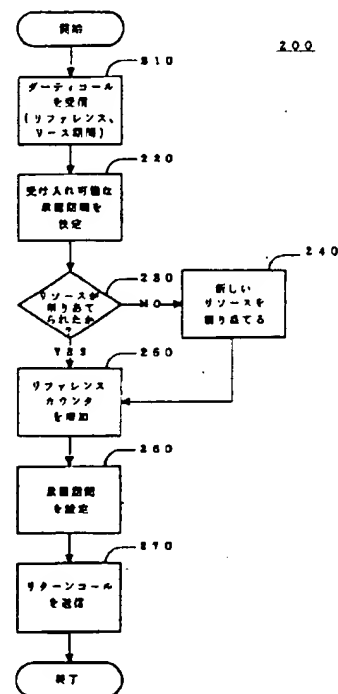 開始
200
210
ダーティコール
を受信
(リファレンス、
リース期間)
220
受け入れ可能な
承認期間を
決定
230
リソースが
割りあて
られたか
?
NO
240
新しい
リソースを
割り当てる
YES
250
リファレンス
カウンタ
を増加
260
承認期間
を設定
270
リターンコール
を送信
終了